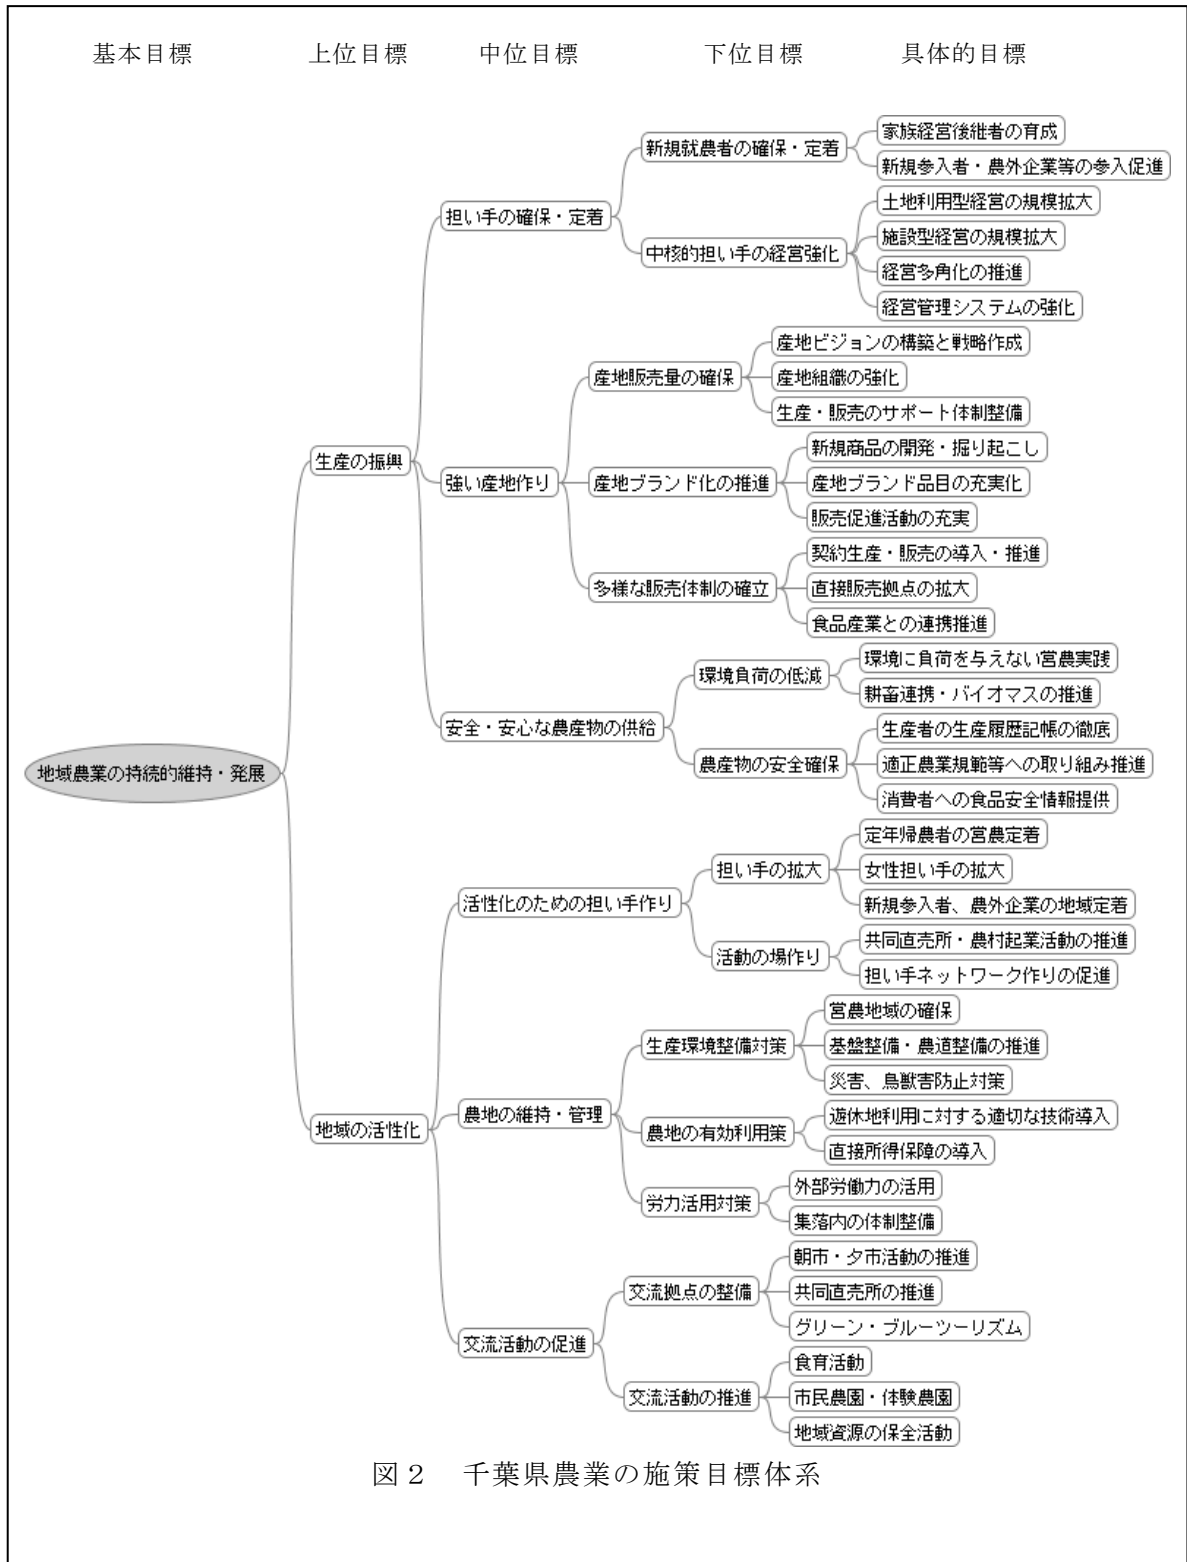 基本目標　上位目標　中位目標　下位目標　具体的目標
家族経営後継者の育成
新規就農者の確保・定着
新規参入者・農外企業等の参入促進
土地利用型経営の規模拡大
担い手の確保・定着
施設型経営の規模拡大
中核的担い手の経営強化
経営多角化の推進
経営管理システムの強化
産地ビジョンの構築と戦略作成
産地販売量の確保
産地組織の強化
生産・販売のサポート体制整備
新規商品の開発・掘り起こし
生産の振興
強い産地作り
産地ブランド化の推進
産地ブランド品目の充実化
販売促進活動の充実
契約生産・販売の導入・推進
多様な販売体制の確立
直接販売拠点の拡大
食品産業との連携推進
環境に負荷を与えない営農実践
環境負荷の低減
耕畜連携・バイオマスの推進
安全・安心な農産物の供給
生産者の生産履歴記帳の徹底
農産物の安全確保
適正農業規範等への取り組み推進
地域農業の持続的維持・発展
消費者への食品安全情報提供
定年帰農者の営農定着
担い手の拡大
女性担い手の拡大
活性化のための担い手作り
新規参入者、農外企業の地域定着
共同直売所・農村起業活動の推進
活動の場作り
担い手ネットワーク作りの促進
営農地域の確保
生産環境整備対策
基盤整備・農道整備の推進
災害、鳥獣害防止対策
農地の維持・管理
遊休地利用に対する適切な技術導入
地域の活性化
農地の有効利用策
直接所得保障の導入
外部労働力の活用
労力活用対策
集落内の体制整備
朝市・夕市活動の推進
交流拠点の整備
共同直売所の推進
グリーン・ブルーツーリズム
交流活動の促進
食育活動
交流活動の推進
市民農園・体験農園
地域資源の保全活動
図２　千葉県農業の施策目標体系